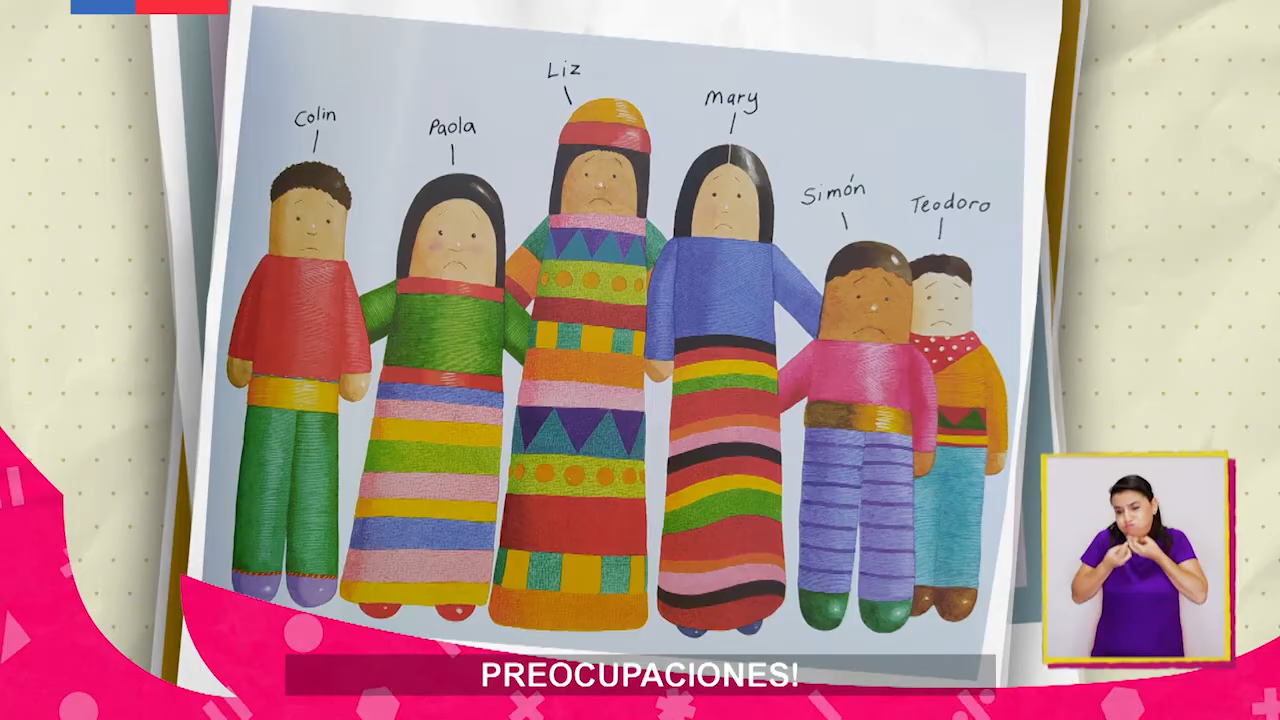 Liz
Mary
Colin
Paola
Simón
Teodoro
PREOCUPACIONES!